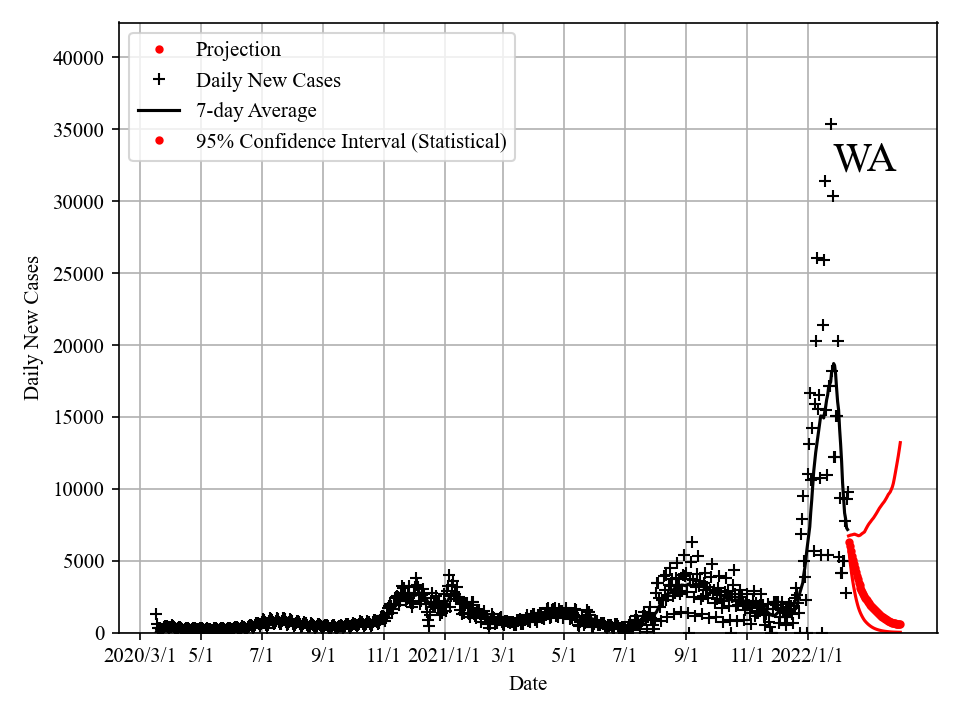 Projection
Daily New Cases
7-day Average
95% Confidence Interval (Statistical)
WA
40000
35000
30000
25000
20000
15000
10000
5000
0
Daily New Cases
2020/3/1 5/1 7/1 9/1 11/1 2021/1/1 3/1 5/1 7/1 9/1 11/1 2022/1/1
Date